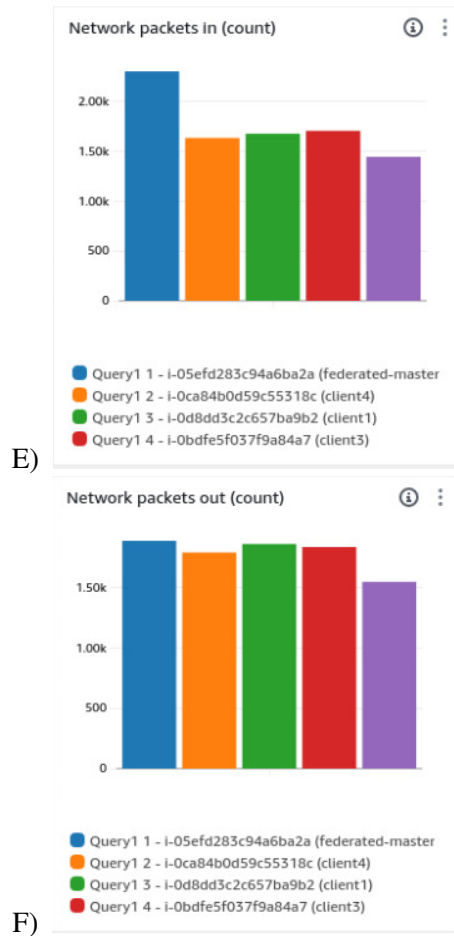 Network packets in (count)
2.00k
1.50k
1.00k
500
0
Query1 1 - i-05efd283c94a6ba2a (federated-master
Query1 2 - i-0ca84b0d59c55318c (client4)
Query1 3 - i-0d8dd3c2c657ba9b2 (client1)
Query1 4 - i-0bdfe5f037f9a84a7 (client3)
E)
Network packets out (count)
1.50k
1.00k
500
0
Query1 1 - i-05efd283c94a6ba2a (federated-master
Query1 2 - i-0ca84b0d59c55318c (client4)
Query1 3 - i-0d8dd3c2c657ba9b2 (client1)
Query1 4 - i-0bdfe5f037f9a84a7 (client3)
F)